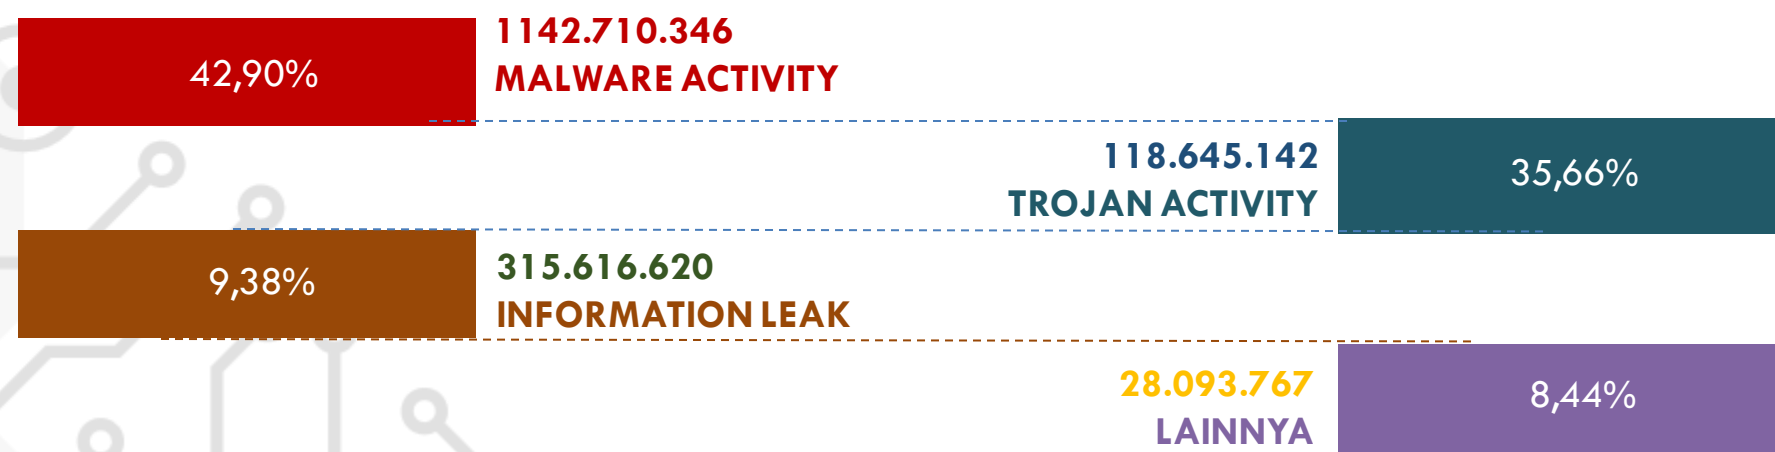 42,90%
1142.710.346
MALWARE ACTIVITY
118.645.142
TROJAN ACTIVITY
35,66%
9,38%
315.616.620
INFORMATION LEAK
28.093.767
LAINNYA
8,44%